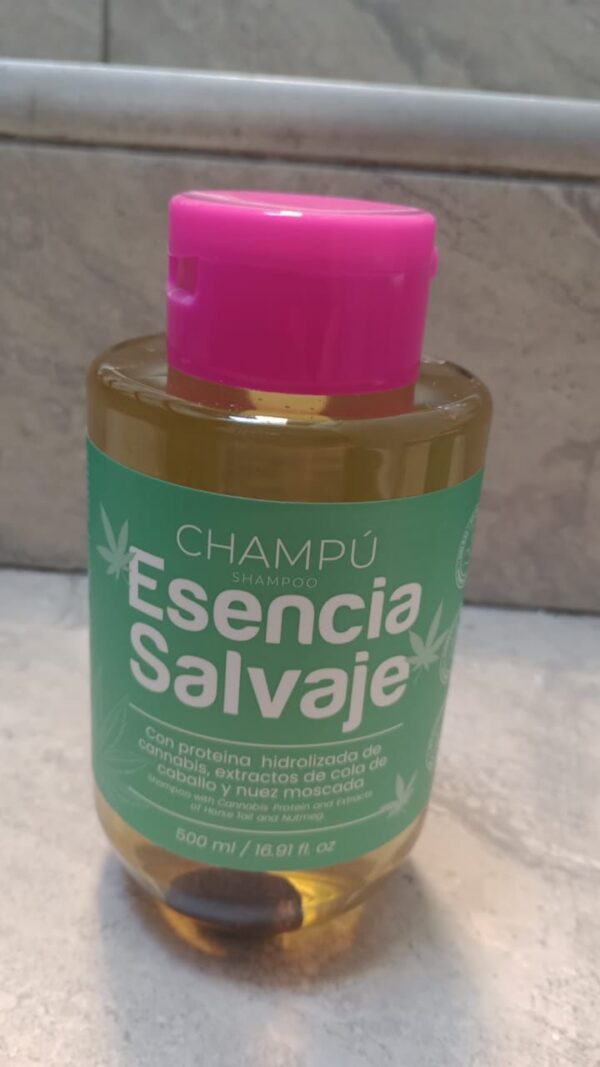 CHAMPÚ
SHAMPOO
Esencia
Salvaje
Con proteina hidrolizada de
cannabis, extractos de cola de
caballo y nuez moscada
Shampoo with Cannabis Protein and Extracts
of Horse Tail and Nutmeg.
500 ml / 16.91 fl. oz